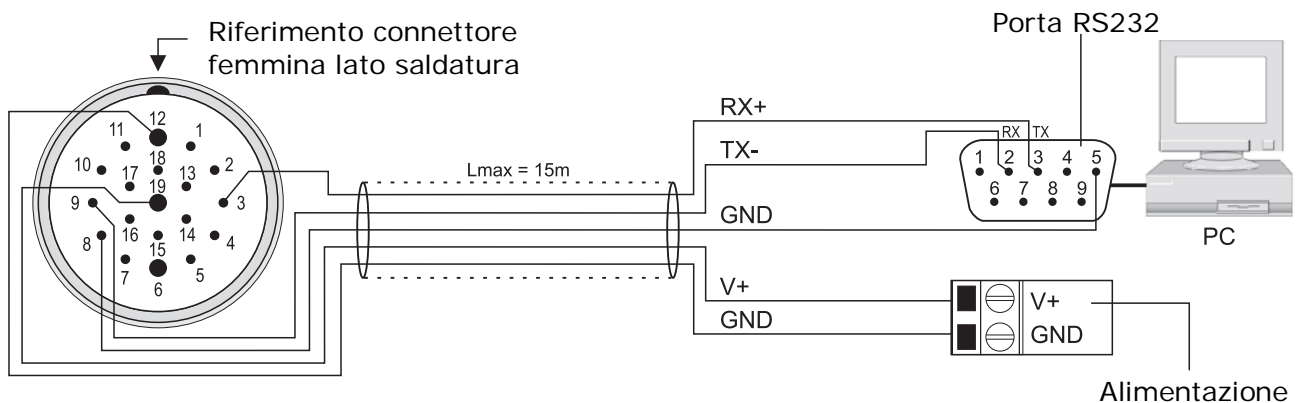 Riferimento connettore
femmina lato saldatura
Porta RS232
12
11
1
10
18
2
17
13
19
9
3
16
14
8
15
4
7
5
6
Lmax = 15m
RX+
TX-
GND
V+
GND
RX TX
1 2 3 4 5
6 7 8 9
PC
V+
GND
Alimentazione